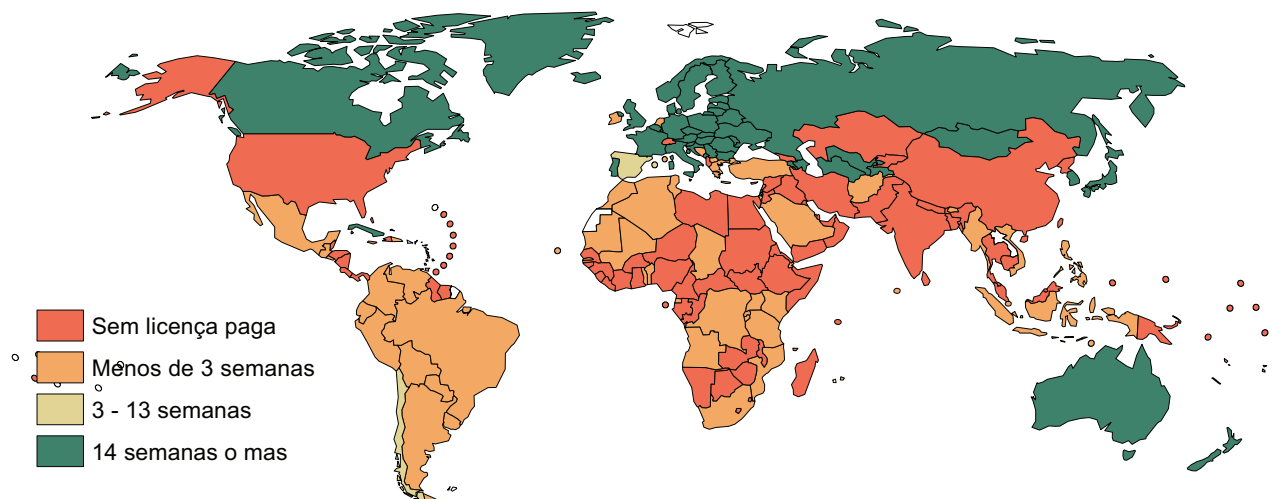 Sem licença paga
Menos de 3 semanas
3 - 13 semanas
14 semanas o mas